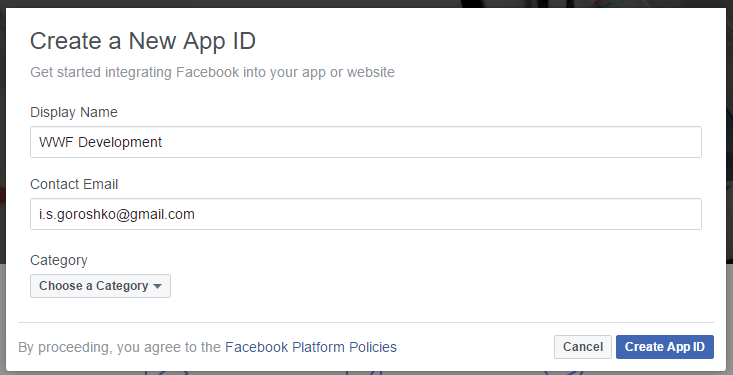 Create a New App ID
Get started integrating Facebook into your app or website
Display Name
WWF Development
Contact Email
i.s.goroshko@gmail.com
Category
Choose a Category
By proceeding, you agree to the Facebook Platform Policies
Cancel
Create App ID